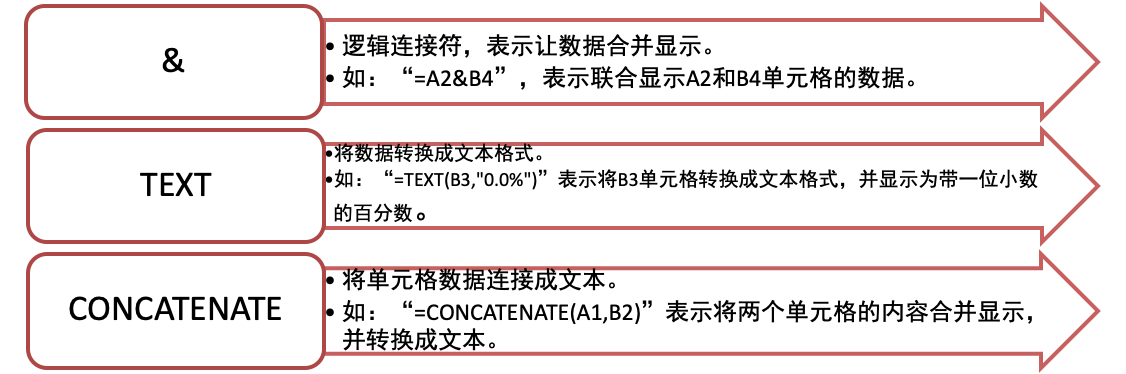 &
• 逻辑连接符，表示让数据合并显示。
• 如：“=A2&B4”，表示联合显示A2和B4单元格的数据。
TEXT
•将数据转换成文本格式。
•如：“=TEXT(B3,"0.0%")”表示将B3单元格转换成文本格式，并显示为带一位小数
的百分数。
CONCATENATE
• 将单元格数据连接成文本。
• 如：“=CONCATENATE(A1,B2)”表示将两个单元格的内容合并显示，
并转换成文本。